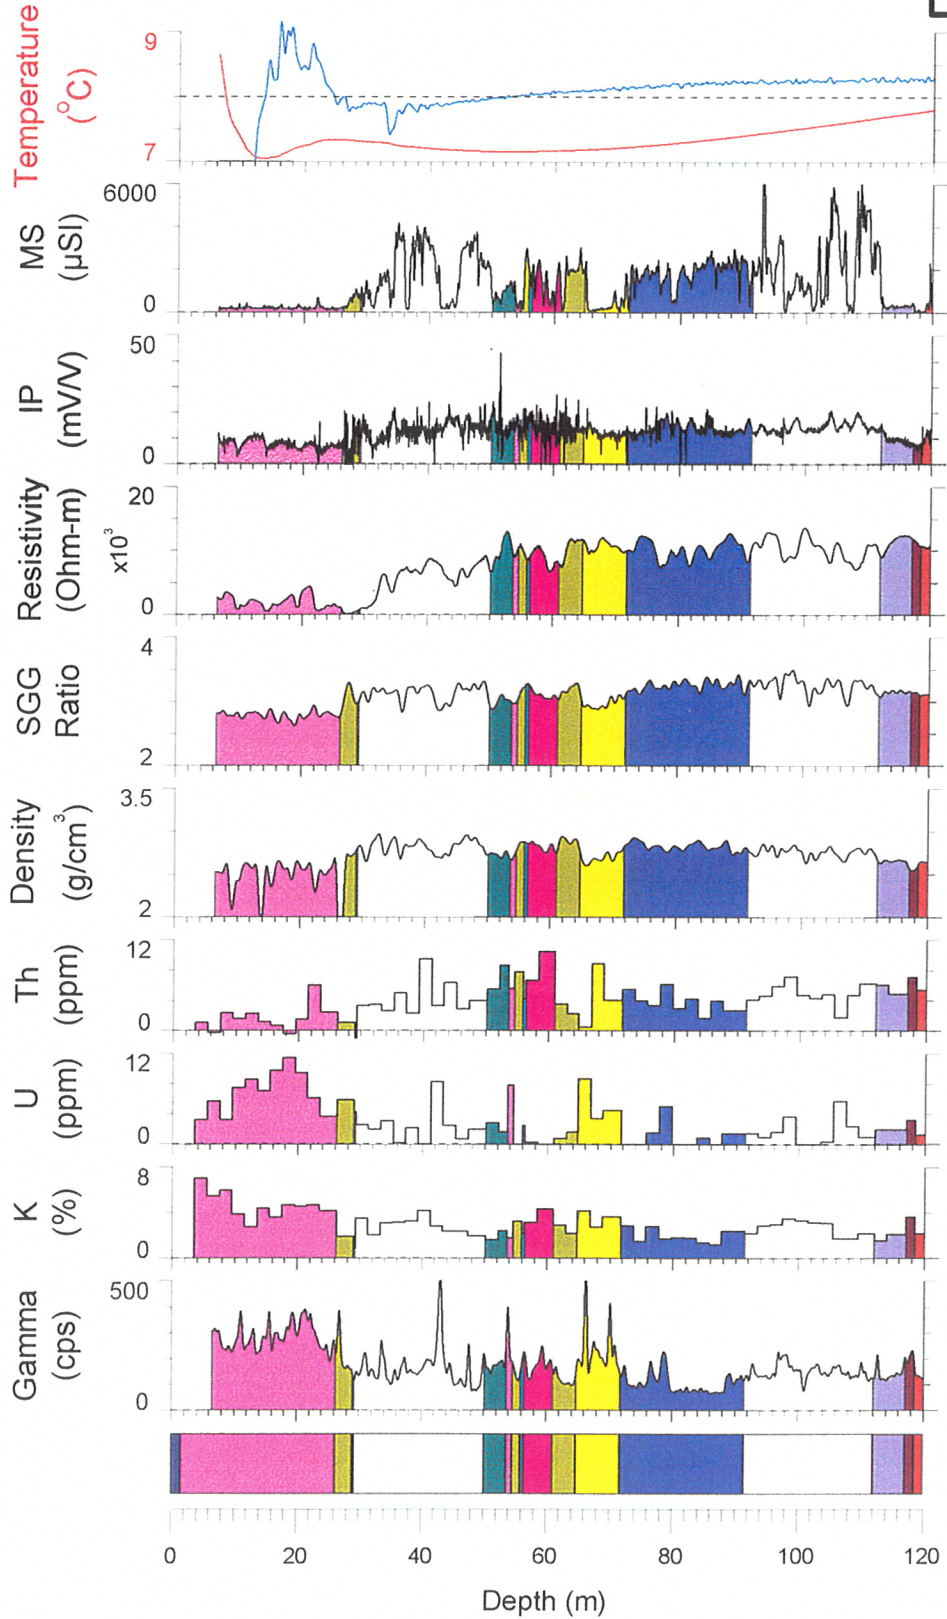 Temperature
(°C)
9
7
MS
(µSI)
6000
0
IP
(mV/V)
50
0
Resistivity
(Ohm-m)
x10³
20
0
SGG
Ratio
4
2
Density
(g/cm³)
3.5
2
Th
(ppm)
12
0
U
(ppm)
12
0
K
(%)
8
0
Gamma
(cps)
500
0
0 20 40 60 80 100 120
Depth (m)